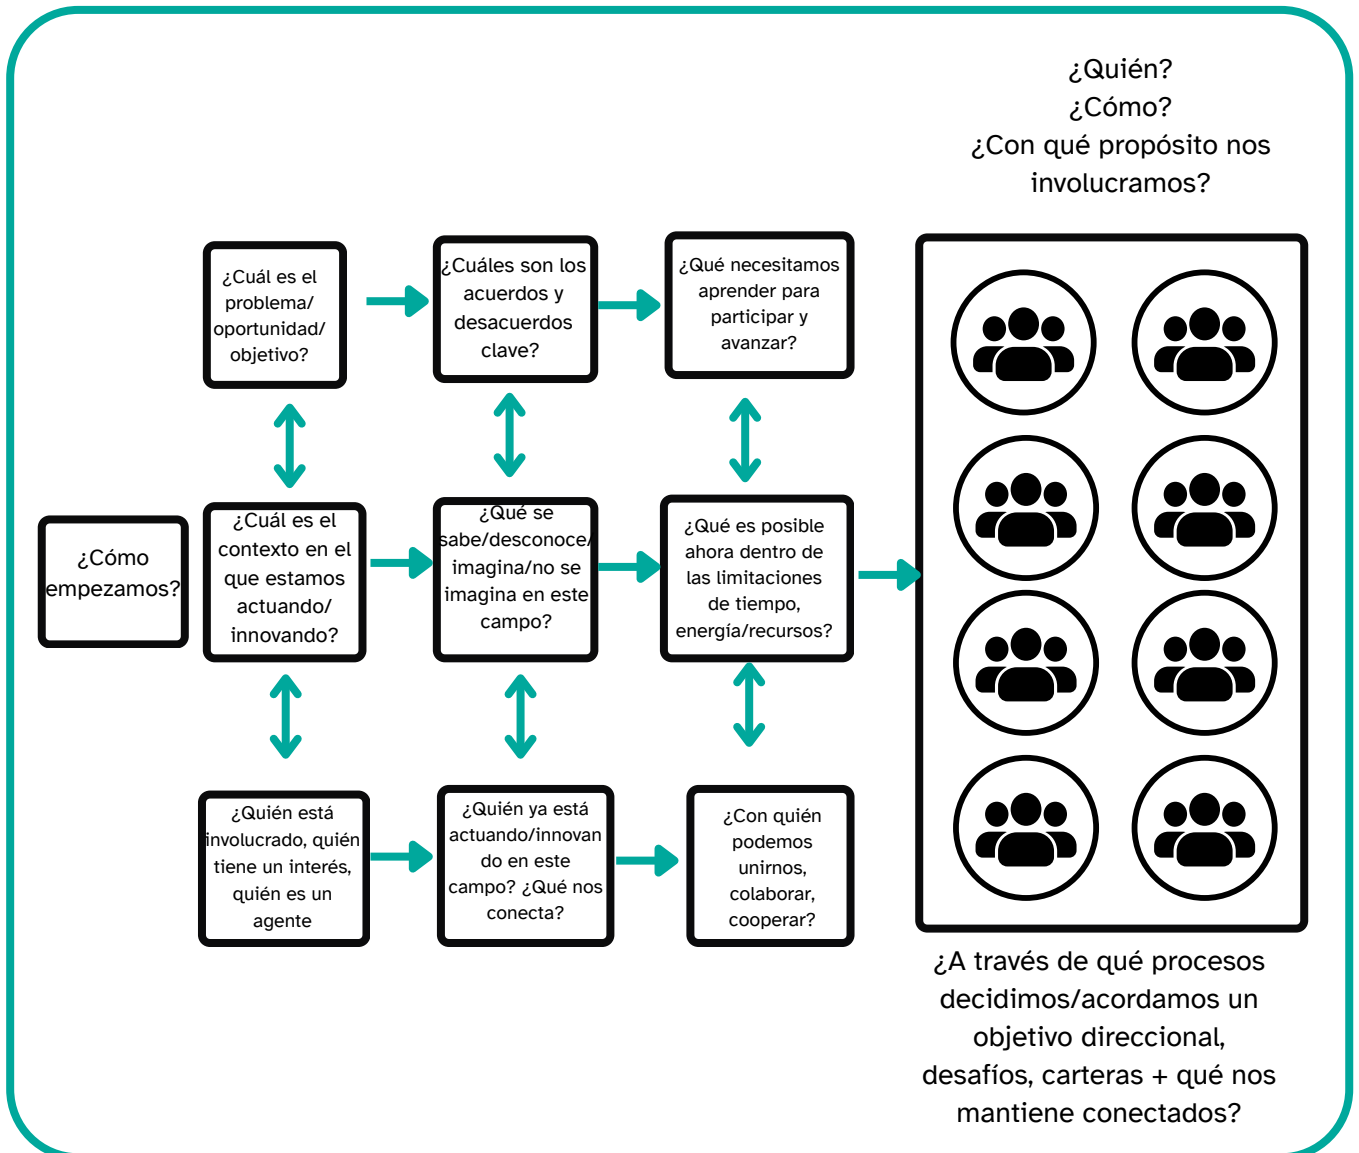 ¿Quién?
¿Cómo?
¿Con qué propósito nos
involucramos?
¿Cuál es el
problema/
oportunidad/
objetivo?
¿Cuáles son los
acuerdos y
desacuerdos
clave?
¿Qué necesitamos
aprender para
participar y
avanzar?
¿Cómo
empezamos?
¿Cuál es el
contexto en el
que estamos
actuando/
innovando?
¿Qué se
sabe/desconoce/
imagina/no se
imagina en este
campo?
¿Qué es posible
ahora dentro de
las limitaciones
de tiempo,
energía/recursos?
¿Quién está
involucrado, quién
tiene un interés,
quién es un
agente
¿Quién ya está
actuando/innovan
do en este
campo? ¿Qué nos
conecta?
¿Con quién
podemos
unirnos,
colaborar,
cooperar?
¿A través de qué procesos
decidimos/acordamos un
objetivo direccional,
desafíos, carteras + qué nos
mantiene conectados?